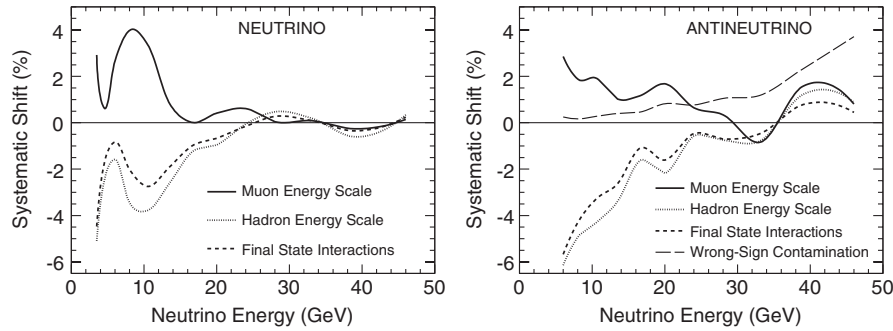 NEUTRINO
Systematic Shift (%)
4
2
0
-2
-4
-6
Muon Energy Scale
Hadron Energy Scale
Final State Interactions
0 10 20 30 40 50
Neutrino Energy (GeV)
ANTINEUTRINO
Systematic Shift (%)
4
2
0
-2
-4
-6
Muon Energy Scale
Hadron Energy Scale
Final State Interactions
Wrong-Sign Contamination
0 10 20 30 40 50
Neutrino Energy (GeV)